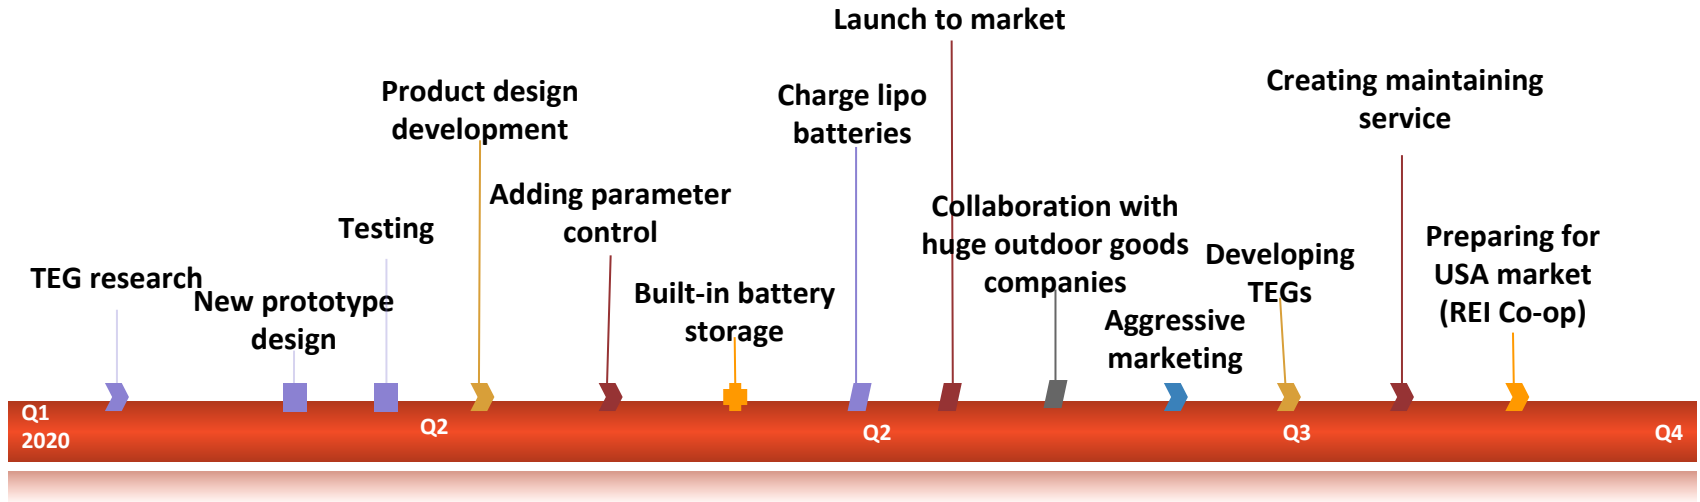 Launch to market
Product design
development
Charge lipo
batteries
Creating maintaining
service
Adding parameter
control
Testing
Collaboration with
huge outdoor goods
companies
Developing
TEGs
Preparing for
USA market
(REI Co-op)
TEG research
New prototype
design
Built-in battery
storage
Aggressive
marketing
Q1
2020
Q2
Q2
Q3
Q4